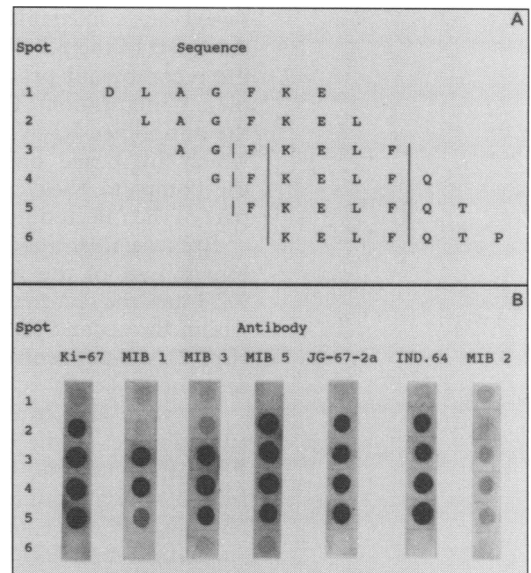 A
Spot Sequence
1 D L A G F K E
2 L A G F K E L
3 A G F K E L F
4 G F K E L F Q
5 F K E L F Q T
6 K E L F Q T P
B
Spot Antibody
Ki-67 MIB 1 MIB 3 MIB 5 JG-67-2a IND.64 MIB 2
1
2
3
4
5
6